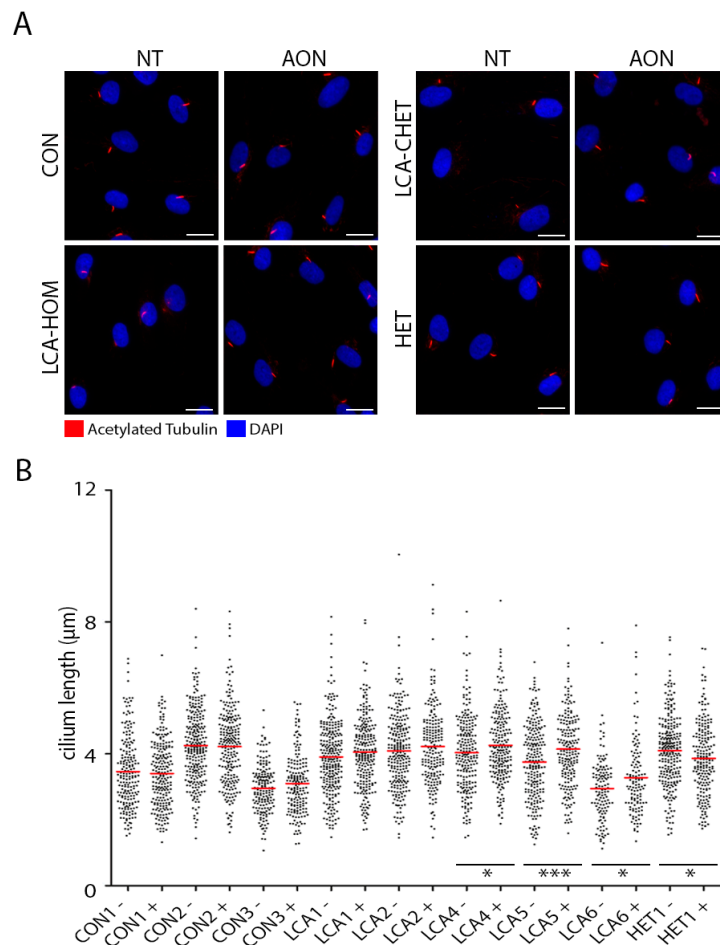 A
NT AON NT AON
CON LCA-CHET
LCA-HOM HET
Acetylated Tubulin DAPI
B
cilium length (µm)
12
8
4
0
* *** * *
CON1 - CON1 + CON2 - CON2 + CON3 - CON3 + LCA1 - LCA1 + LCA2 - LCA2 + LCA4 - LCA4 + LCA5 - LCA5 + LCA6 - LCA6 + HET1 - HET1 +